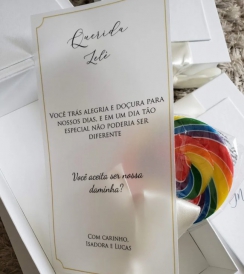 Querida
Lelê
Você trás alegria e doçura para
nossos dias, e em um dia tão
especial não poderia ser
diferente
Você aceita ser nossa
daminha?
Com carinho,
Isadora e Lucas